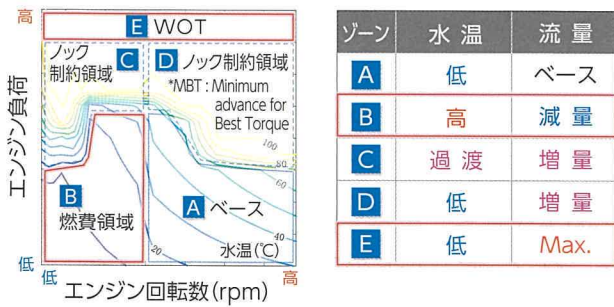 高
E WOT
ノック
制約領域
C
D ノック制約領域
*MBT : Minimum
advance for
Best Torque
100
80
60
40
20
B
燃費領域
A ベース
水温(℃)
エンジン負荷
低
低
高
エンジン回転数(rpm)
ゾーン 水温 流量
A 低 ベース
B 高 減量
C 過渡 増量
D 低 増量
E 低 Max.